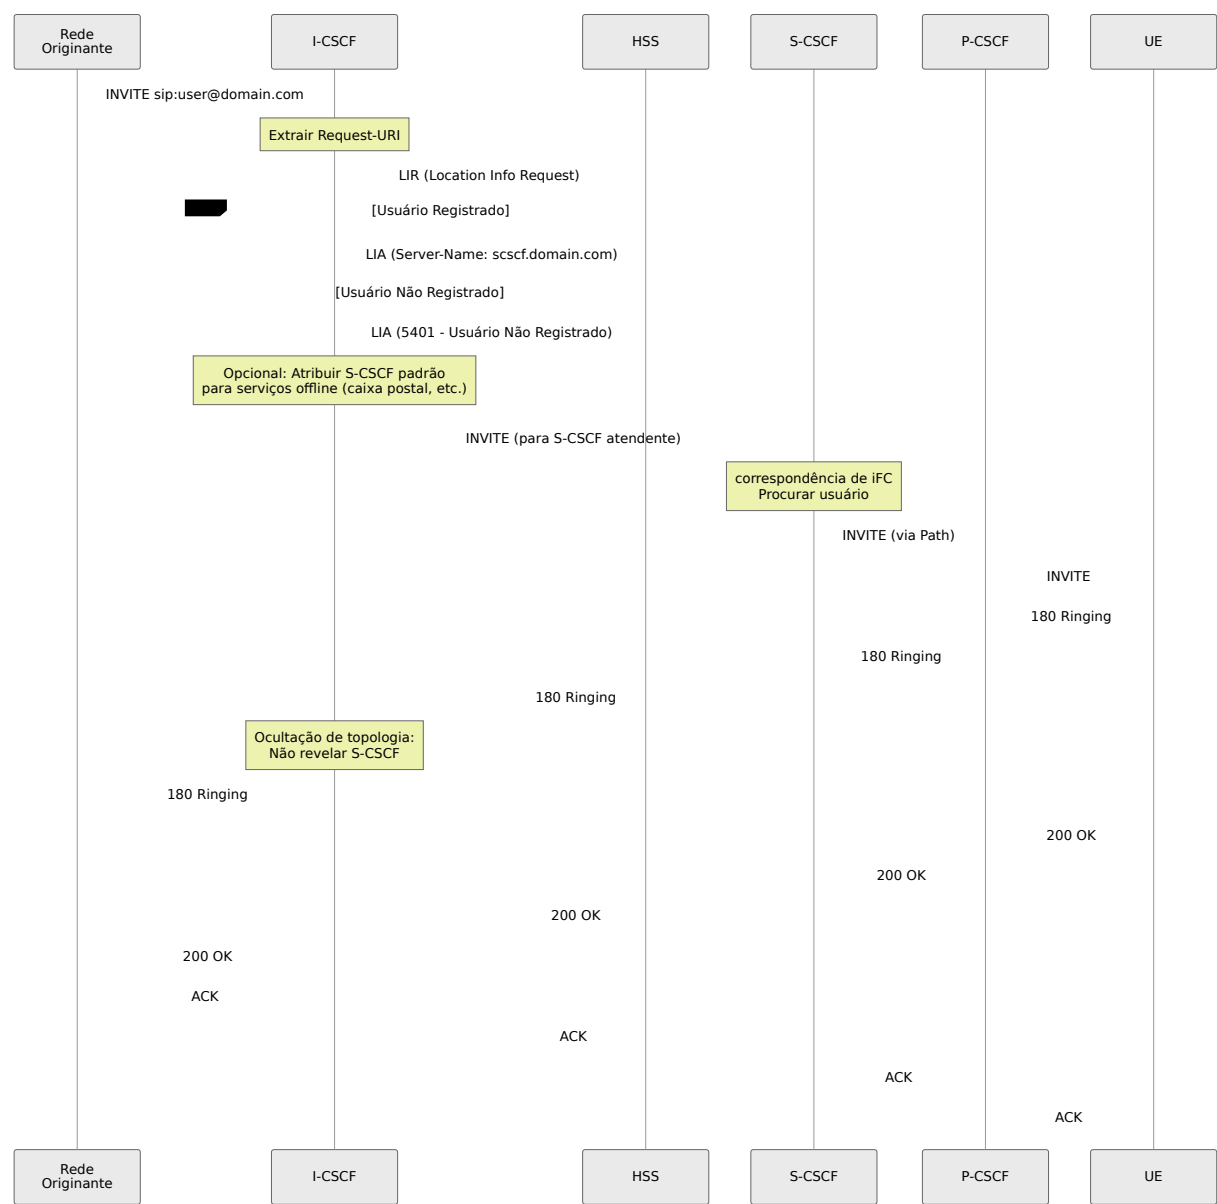 Rede
Originante
I-CSCF
HSS
S-CSCF
P-CSCF
UE
INVITE sip:user@domain.com
Extrair Request-URI
LIR (Location Info Request)
[Usuário Registrado]
LIA (Server-Name: scscf.domain.com)
[Usuário Não Registrado]
LIA (5401 - Usuário Não Registrado)
Opcional: Atribuir S-CSCF padrão
para serviços offline (caixa postal, etc.)
INVITE (para S-CSCF atendente)
correspondência de iFC
Procurar usuário
INVITE (via Path)
INVITE
180 Ringing
180 Ringing
180 Ringing
Ocultação de topologia:
Não revelar S-CSCF
180 Ringing
200 OK
200 OK
200 OK
200 OK
ACK
ACK
ACK
ACK
Rede
Originante
I-CSCF
HSS
S-CSCF
P-CSCF
UE